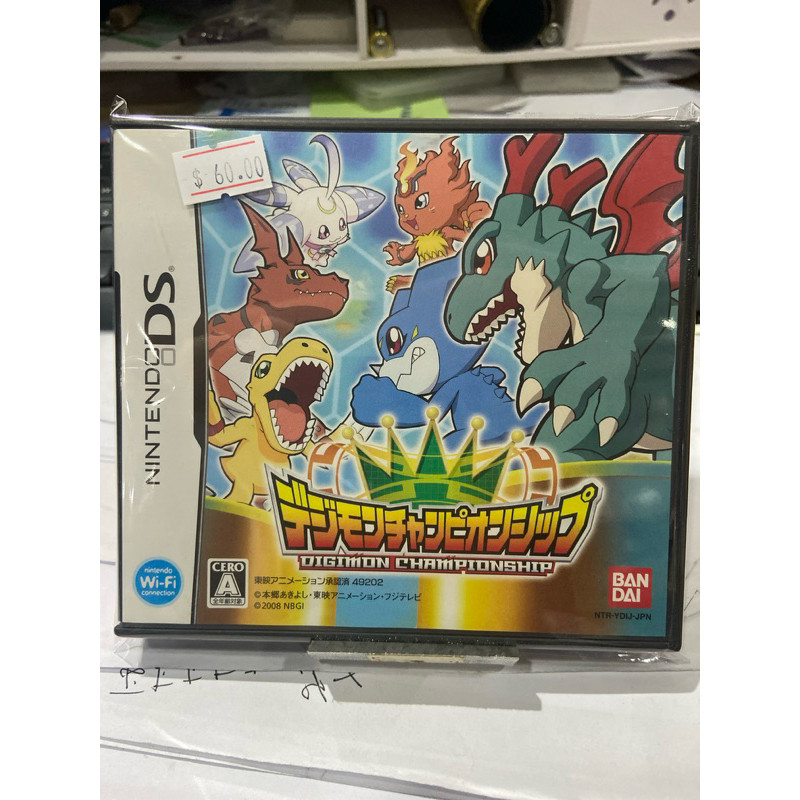 $ 60.00
NINTENDO DS®
デジモンチャンピオンシップ
DIGIMON CHAMPIONSHIP
nintendo
Wi-Fi
connection
CERO
A
全年齢対象
東映アニメーション承認済 49202
©本郷あきよし・東映アニメーション・フジテレビ
©2008 NBGI
BAN
DAI
NTR-YDIJ-JPN